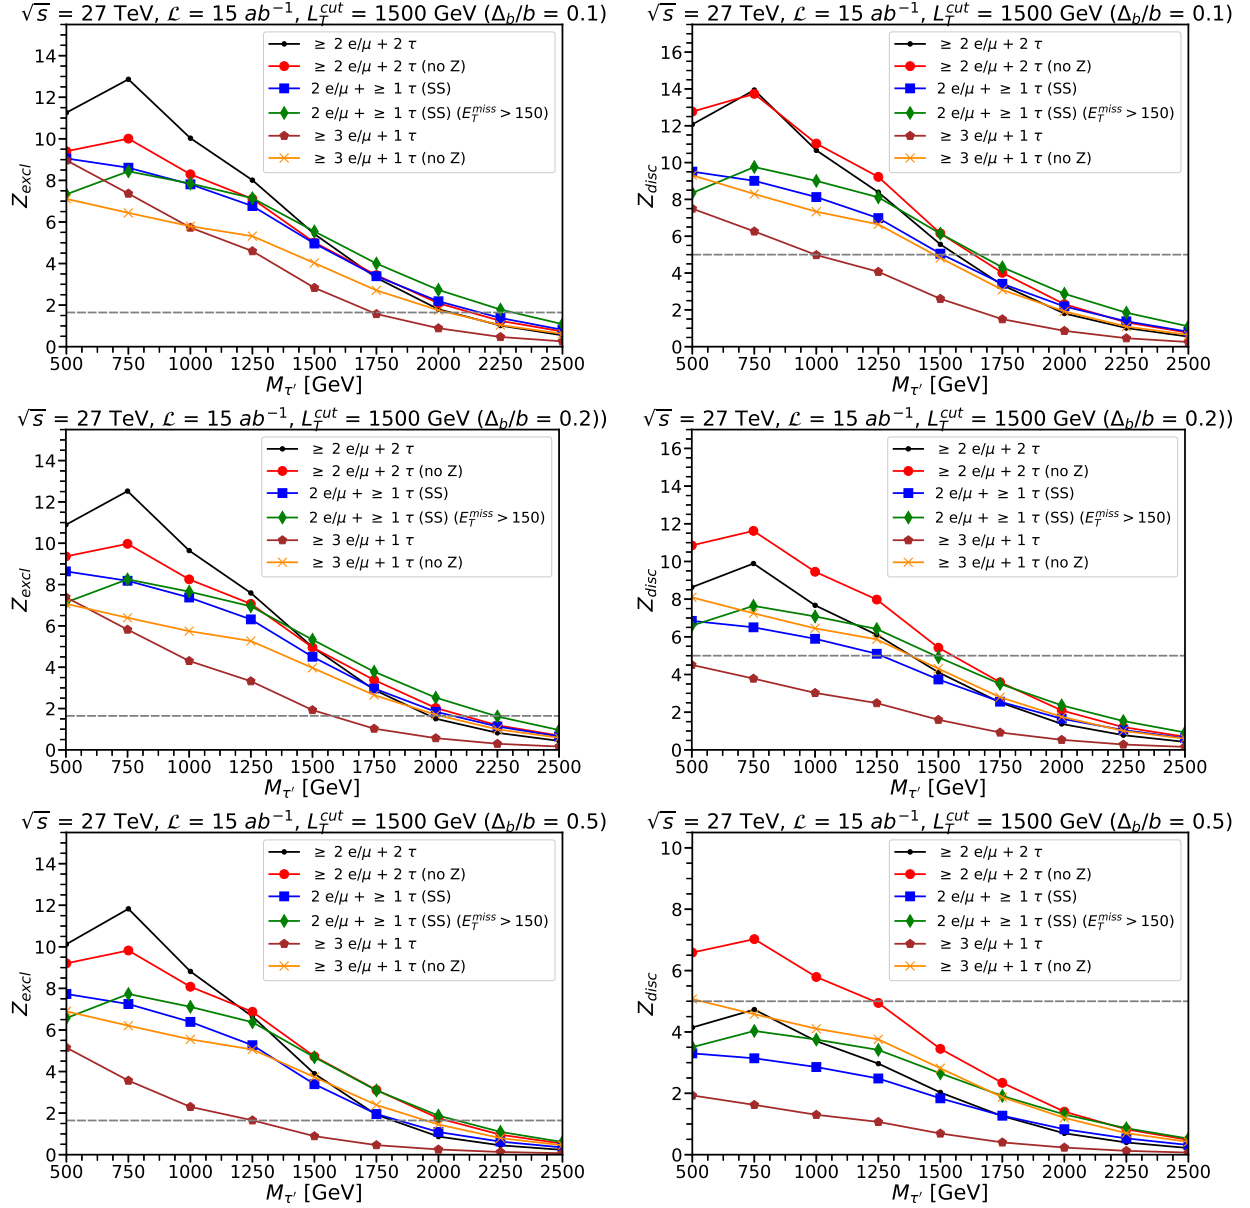 √s = 27 TeV, ℒ = 15 ab⁻¹, L_T^cut = 1500 GeV (Δ_b/b = 0.1)
Z_excl
14
12
10
8
6
4
2
0
≥ 2 e/μ + 2 τ
≥ 2 e/μ + 2 τ (no Z)
2 e/μ + ≥ 1 τ (SS)
2 e/μ + ≥ 1 τ (SS) (E_T^miss > 150)
≥ 3 e/μ + 1 τ
≥ 3 e/μ + 1 τ (no Z)
500 750 1000 1250 1500 1750 2000 2250 2500
M_τ′ [GeV]
√s = 27 TeV, ℒ = 15 ab⁻¹, L_T^cut = 1500 GeV (Δ_b/b = 0.1)
Z_disc
16
14
12
10
8
6
4
2
0
≥ 2 e/μ + 2 τ
≥ 2 e/μ + 2 τ (no Z)
2 e/μ + ≥ 1 τ (SS)
2 e/μ + ≥ 1 τ (SS) (E_T^miss > 150)
≥ 3 e/μ + 1 τ
≥ 3 e/μ + 1 τ (no Z)
500 750 1000 1250 1500 1750 2000 2250 2500
M_τ′ [GeV]
√s = 27 TeV, ℒ = 15 ab⁻¹, L_T^cut = 1500 GeV (Δ_b/b = 0.2))
Z_excl
14
12
10
8
6
4
2
0
≥ 2 e/μ + 2 τ
≥ 2 e/μ + 2 τ (no Z)
2 e/μ + ≥ 1 τ (SS)
2 e/μ + ≥ 1 τ (SS) (E_T^miss > 150)
≥ 3 e/μ + 1 τ
≥ 3 e/μ + 1 τ (no Z)
500 750 1000 1250 1500 1750 2000 2250 2500
M_τ′ [GeV]
√s = 27 TeV, ℒ = 15 ab⁻¹, L_T^cut = 1500 GeV (Δ_b/b = 0.2))
Z_disc
16
14
12
10
8
6
4
2
0
≥ 2 e/μ + 2 τ
≥ 2 e/μ + 2 τ (no Z)
2 e/μ + ≥ 1 τ (SS)
2 e/μ + ≥ 1 τ (SS) (E_T^miss > 150)
≥ 3 e/μ + 1 τ
≥ 3 e/μ + 1 τ (no Z)
500 750 1000 1250 1500 1750 2000 2250 2500
M_τ′ [GeV]
√s = 27 TeV, ℒ = 15 ab⁻¹, L_T^cut = 1500 GeV (Δ_b/b = 0.5)
Z_excl
14
12
10
8
6
4
2
0
≥ 2 e/μ + 2 τ
≥ 2 e/μ + 2 τ (no Z)
2 e/μ + ≥ 1 τ (SS)
2 e/μ + ≥ 1 τ (SS) (E_T^miss > 150)
≥ 3 e/μ + 1 τ
≥ 3 e/μ + 1 τ (no Z)
500 750 1000 1250 1500 1750 2000 2250 2500
M_τ′ [GeV]
√s = 27 TeV, ℒ = 15 ab⁻¹, L_T^cut = 1500 GeV (Δ_b/b = 0.5)
Z_disc
10
8
6
4
2
0
≥ 2 e/μ + 2 τ
≥ 2 e/μ + 2 τ (no Z)
2 e/μ + ≥ 1 τ (SS)
2 e/μ + ≥ 1 τ (SS) (E_T^miss > 150)
≥ 3 e/μ + 1 τ
≥ 3 e/μ + 1 τ (no Z)
500 750 1000 1250 1500 1750 2000 2250 2500
M_τ′ [GeV]